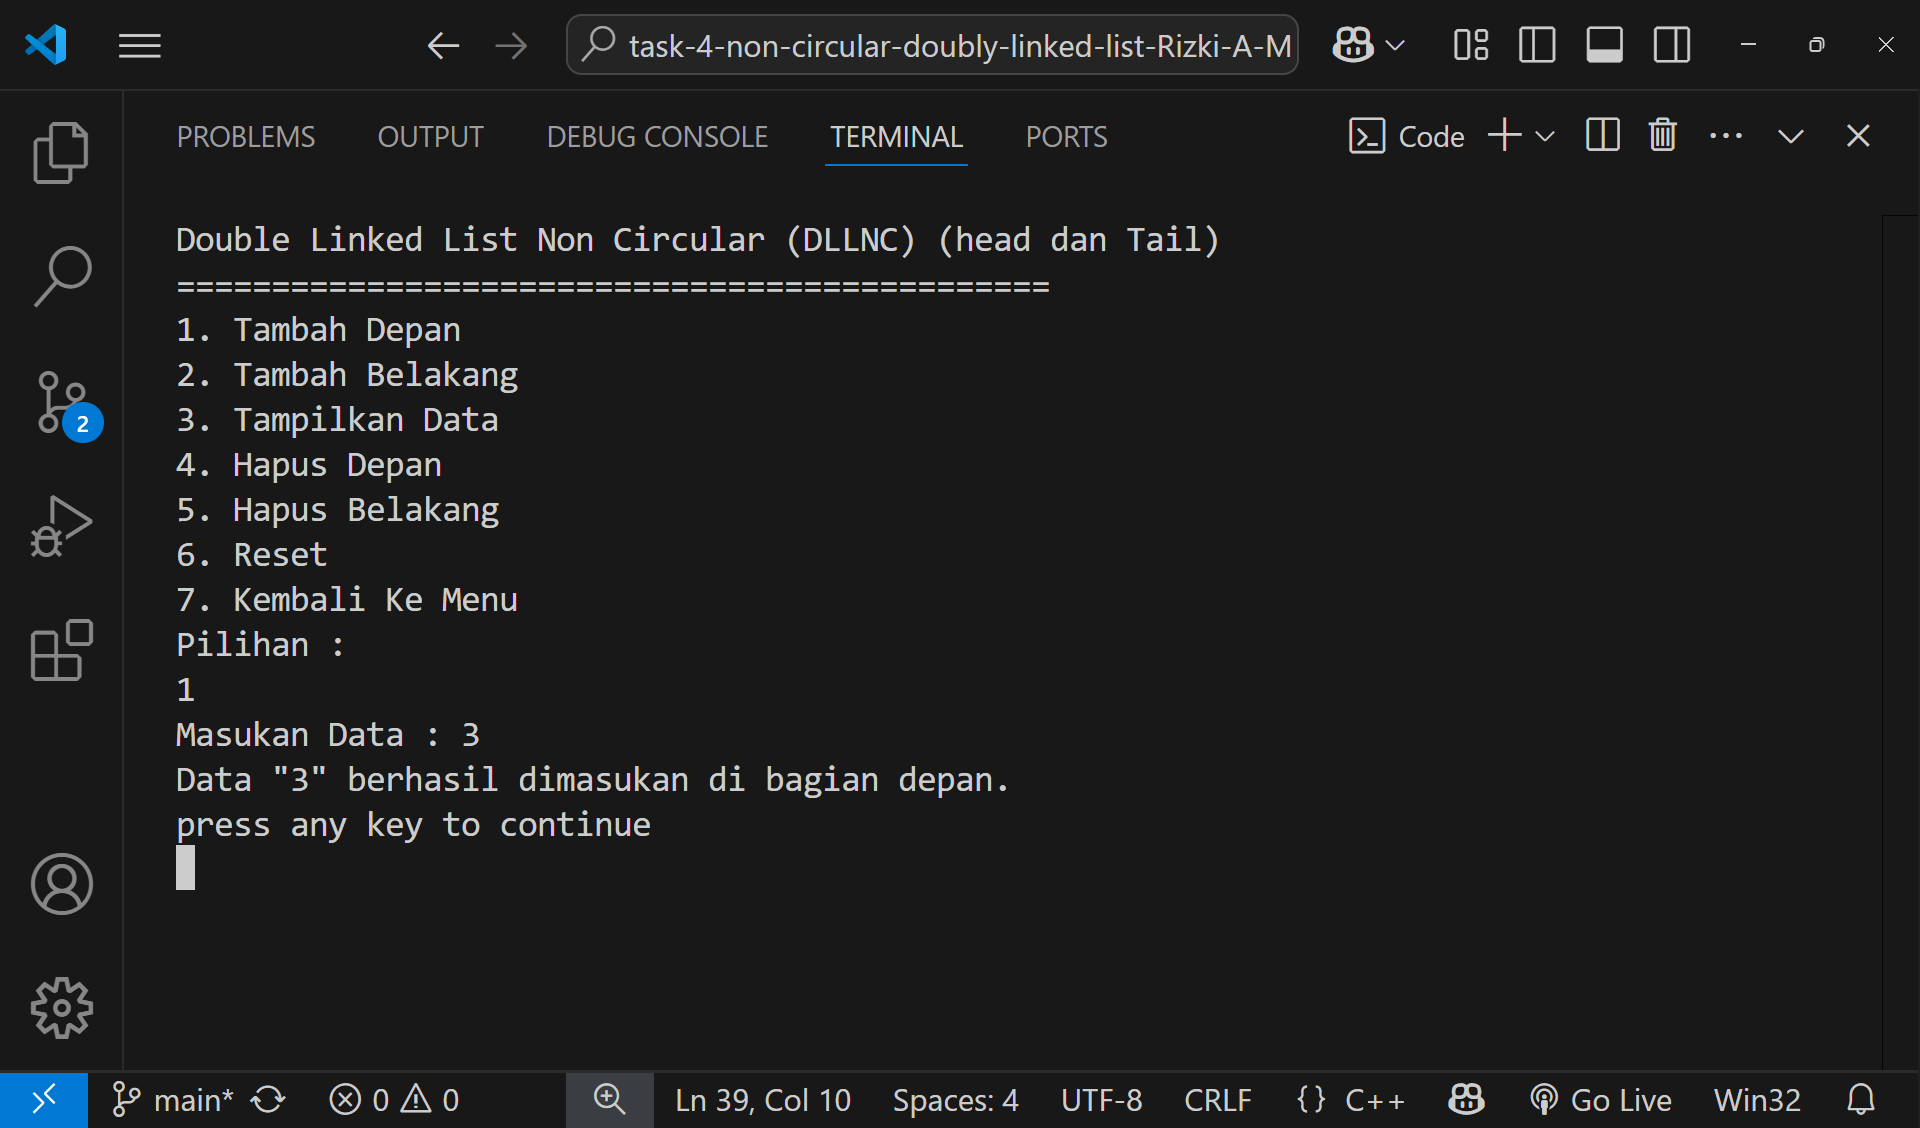 task-4-non-circular-doubly-linked-list-Rizki-A-M
PROBLEMS OUTPUT DEBUG CONSOLE TERMINAL PORTS Code
Double Linked List Non Circular (DLLNC) (head dan Tail)
==============================================
1. Tambah Depan
2. Tambah Belakang
3. Tampilkan Data
4. Hapus Depan
5. Hapus Belakang
6. Reset
7. Kembali Ke Menu
Pilihan :
1
Masukan Data : 3
Data "3" berhasil dimasukan di bagian depan.
press any key to continue
2
main* 0 0 Ln 39, Col 10 Spaces: 4 UTF-8 CRLF {} C++ Go Live Win32